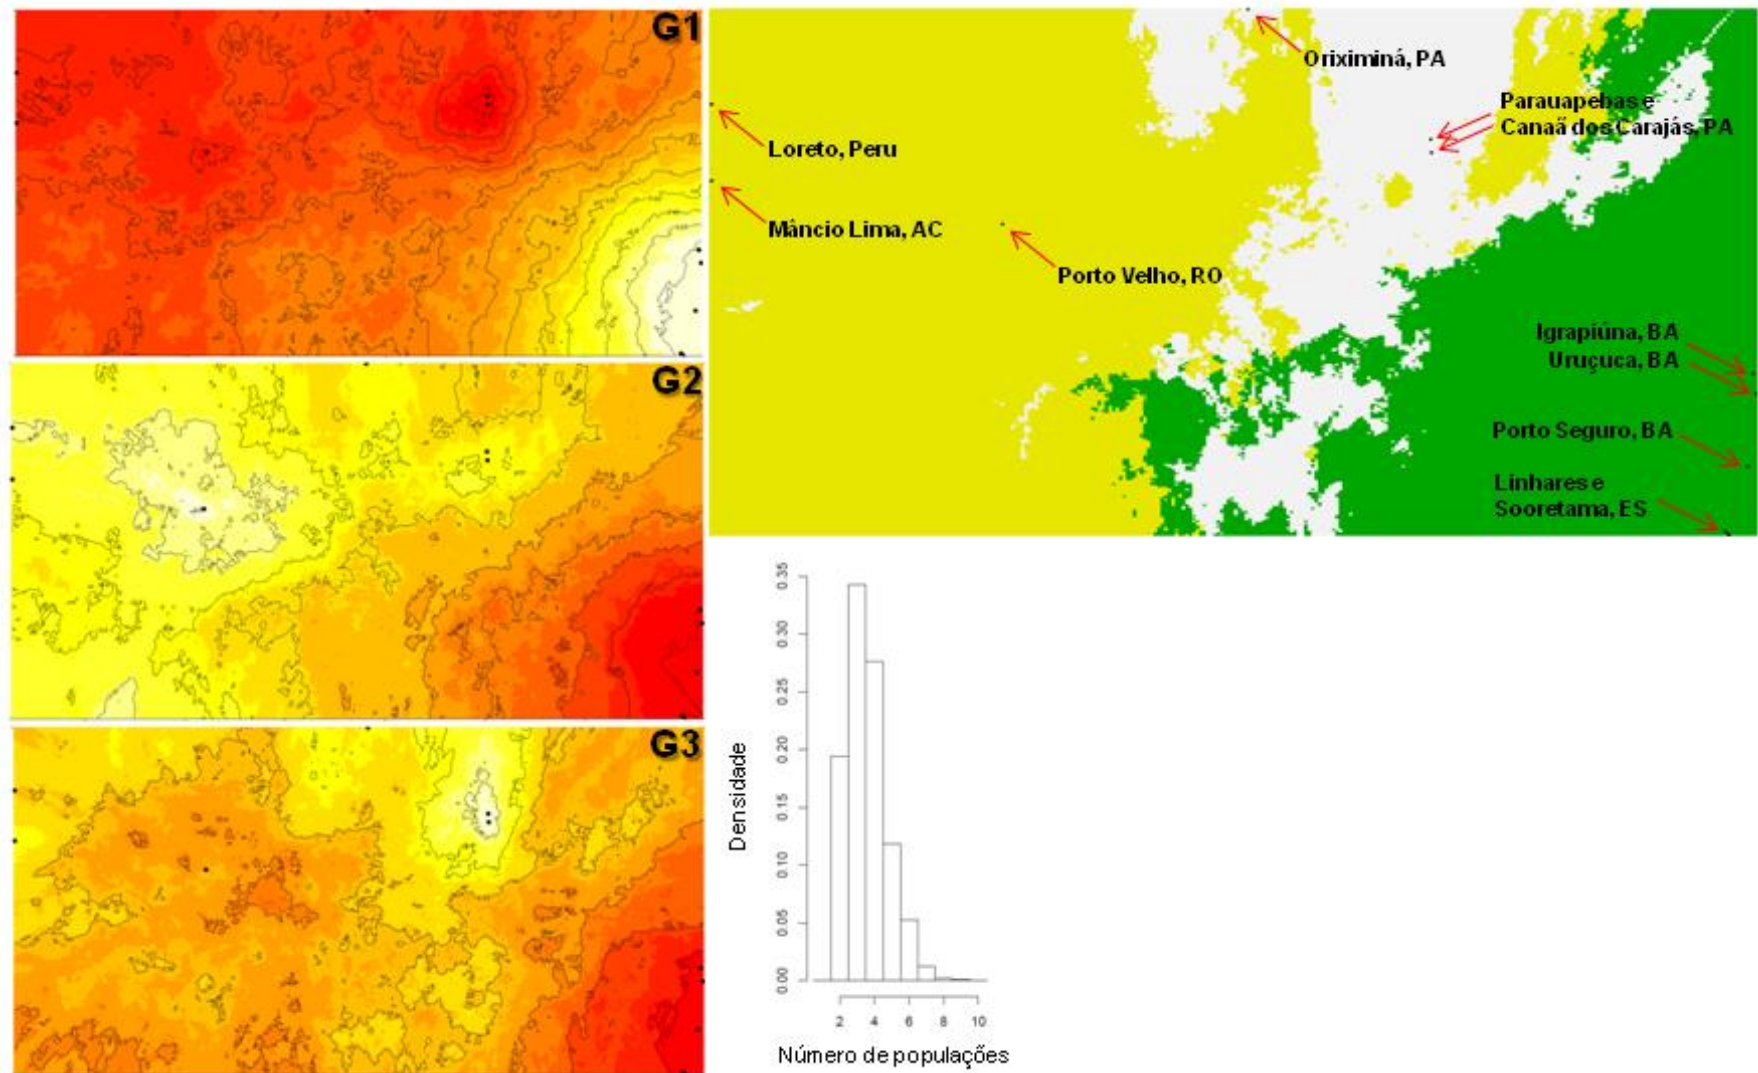 G1
G2
G3
Oriximiná, PA
Parauapebas e
Canaã dos Carajás, PA
Loreto, Peru
Mâncio Lima, AC
Porto Velho, RO
Igrapiúna, BA
Uruçuca, BA
Porto Seguro, BA
Linhares e
Sooretama, ES
0.35
0.30
0.25
0.20
0.15
0.10
0.05
0.00
Densidade
2 4 6 8 10
Número de populações